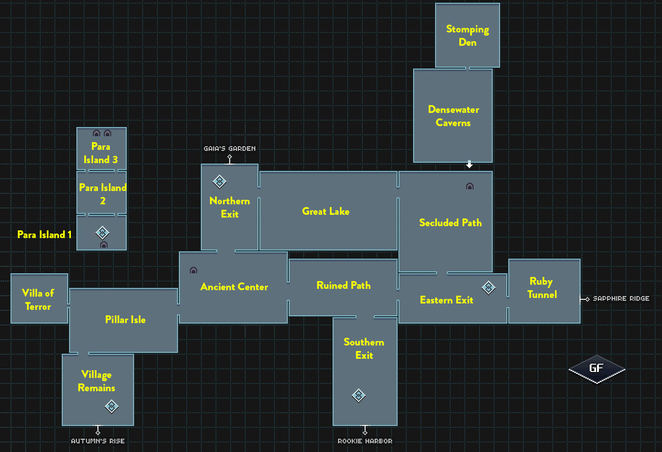 Stomping
Den
Densewater
Caverns
Para
Island 3
GAIA'S GARDEN
Para Island
2
Northern
Exit
Great Lake
Secluded Path
Para Island 1
Villa of
Terror
Pillar Isle
Ancient Center
Ruined Path
Eastern Exit
Ruby
Tunnel
SAPPHIRE RIDGE
Southern
Exit
Village
Remains
GF
AUTUMN'S RISE
ROOKIE HARBOR